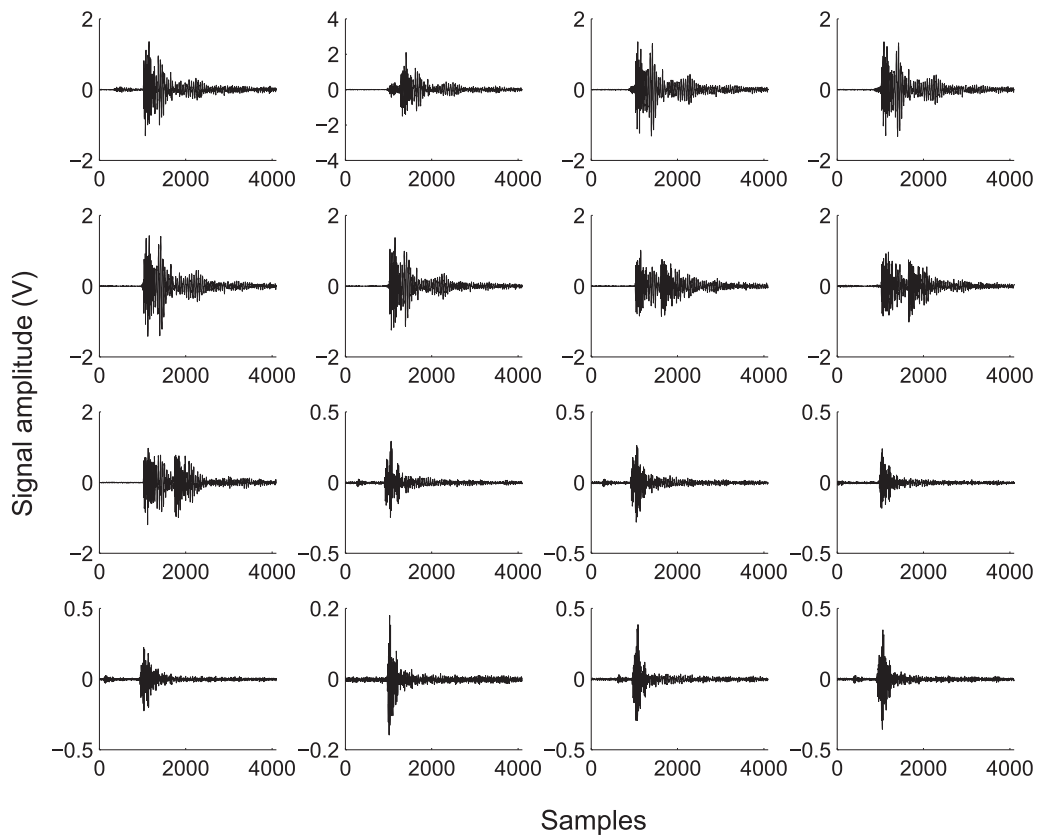 2 4 2 2
0 2 0 0
0
−2
−2 −4 −2 −2
0 2000 4000 0 2000 4000 0 2000 4000 0 2000 4000
2 2 2 2
0 0 0 0
−2 −2 −2 −2
0 2000 4000 0 2000 4000 0 2000 4000 0 2000 4000
Signal amplitude (V)
2 0.5 0.5 0.5
0 0 0 0
−2 −0.5 −0.5 −0.5
0 2000 4000 0 2000 4000 0 2000 4000 0 2000 4000
0.5 0.2 0.5 0.5
0 0 0 0
−0.5 −0.2 −0.5 −0.5
0 2000 4000 0 2000 4000 0 2000 4000 0 2000 4000
Samples